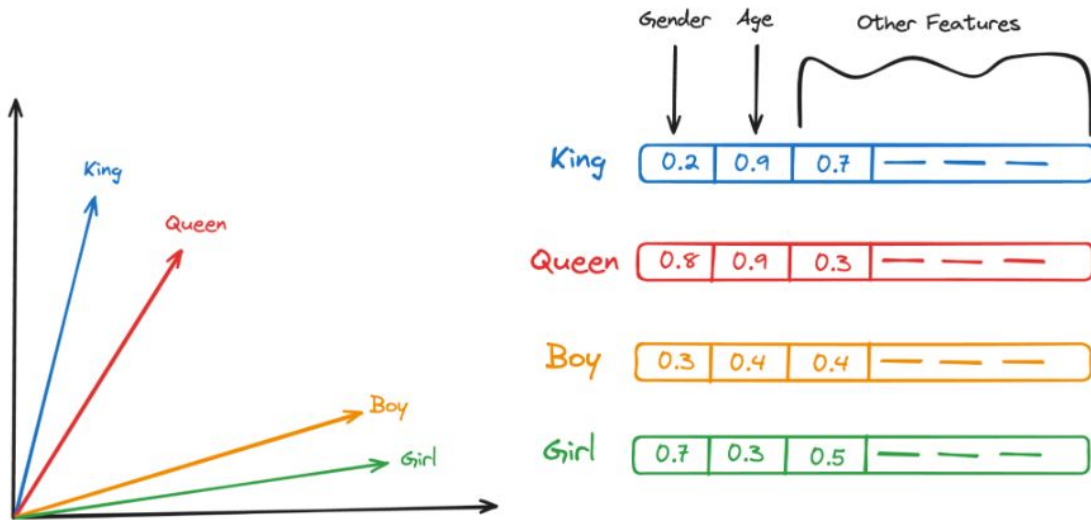 King
Queen
Boy
Girl
Gender Age Other Features
King 0.2 0.9 0.7
Queen 0.8 0.9 0.3
Boy 0.3 0.4 0.4
Girl 0.7 0.3 0.5